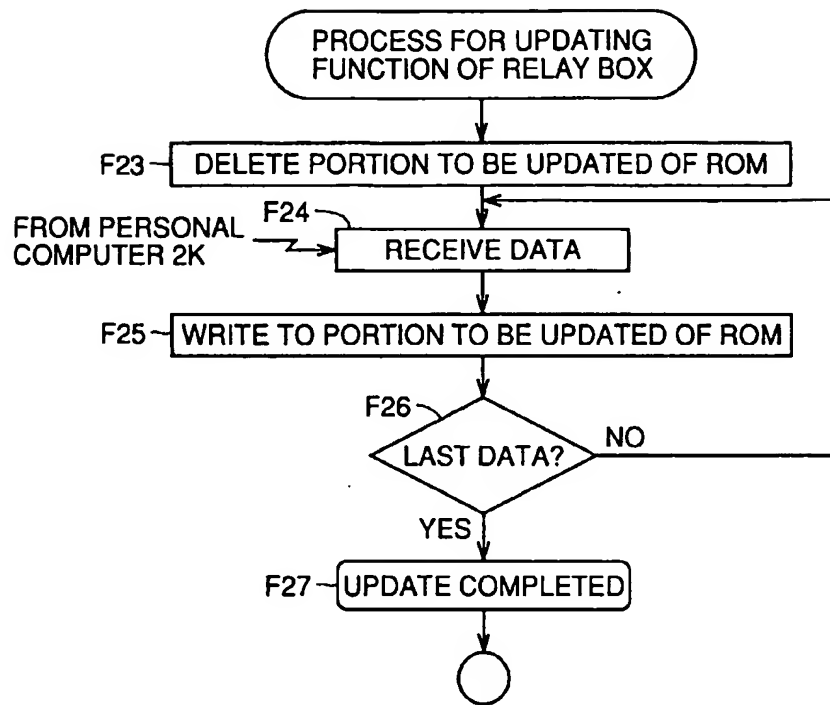 PROCESS FOR UPDATING
FUNCTION OF RELAY BOX
F23 DELETE PORTION TO BE UPDATED OF ROM
F24
FROM PERSONAL
COMPUTER 2K
RECEIVE DATA
F25 WRITE TO PORTION TO BE UPDATED OF ROM
F26
LAST DATA? NO
YES
F27 UPDATE COMPLETED